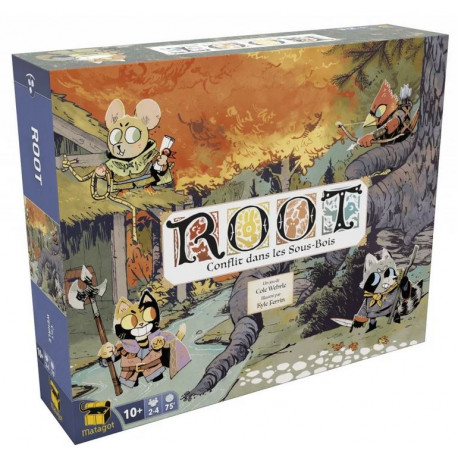 ROOT
Conflit dans les Sous-Bois
Un jeu de
Cole Wehrle
Illustré par
Kyle Ferrin
10+
2-4
75'
Matagot
ROOT
10+